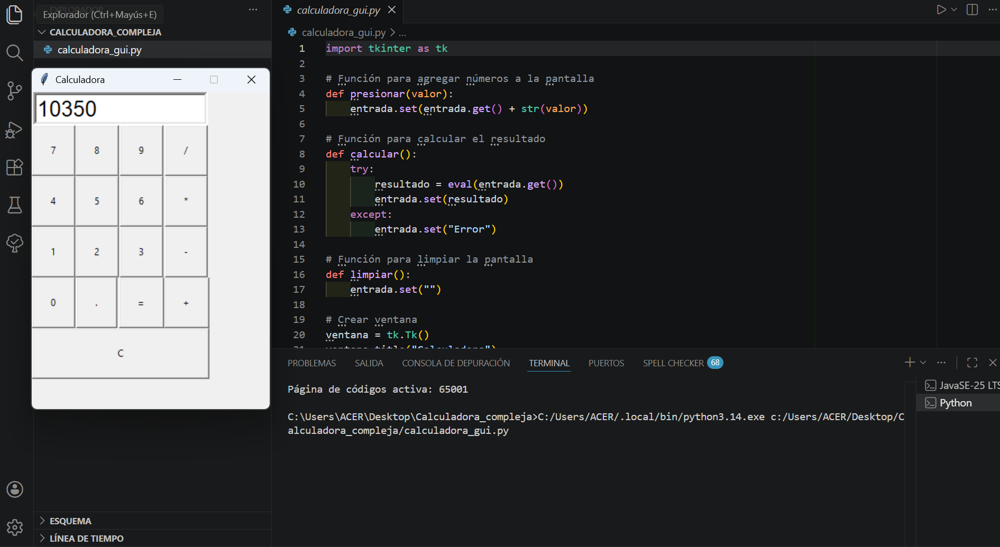 EXPLORADOR
Explorador (Ctrl+Mayús+E)
CALCULADORA_COMPLEJA
calculadora_gui.py
Calculadora
10350
7 8 9 /
4 5 6 *
1 2 3 -
0 . = +
C
ESQUEMA
LÍNEA DE TIEMPO
calculadora_gui.py
calculadora_gui.py > ...
1 import tkinter as tk
2
3 # Función para agregar números a la pantalla
4 def presionar(valor):
5     entrada.set(entrada.get() + str(valor))
6
7 # Función para calcular el resultado
8 def calcular():
9     try:
10         resultado = eval(entrada.get())
11         entrada.set(resultado)
12     except:
13         entrada.set("Error")
14
15 # Función para limpiar la pantalla
16 def limpiar():
17     entrada.set("")
18
19 # Crear ventana
20 ventana = tk.Tk()
21 ventana.title("Calculadora")
PROBLEMAS SALIDA CONSOLA DE DEPURACIÓN TERMINAL PUERTOS SPELL CHECKER 68
Página de códigos activa: 65001
C:\Users\ACER\Desktop\Calculadora_compleja>C:/Users/ACER/.local/bin/python3.14.exe c:/Users/ACER/Desktop/C
alculadora_compleja/calculadora_gui.py
JavaSE-25 LTS
Python